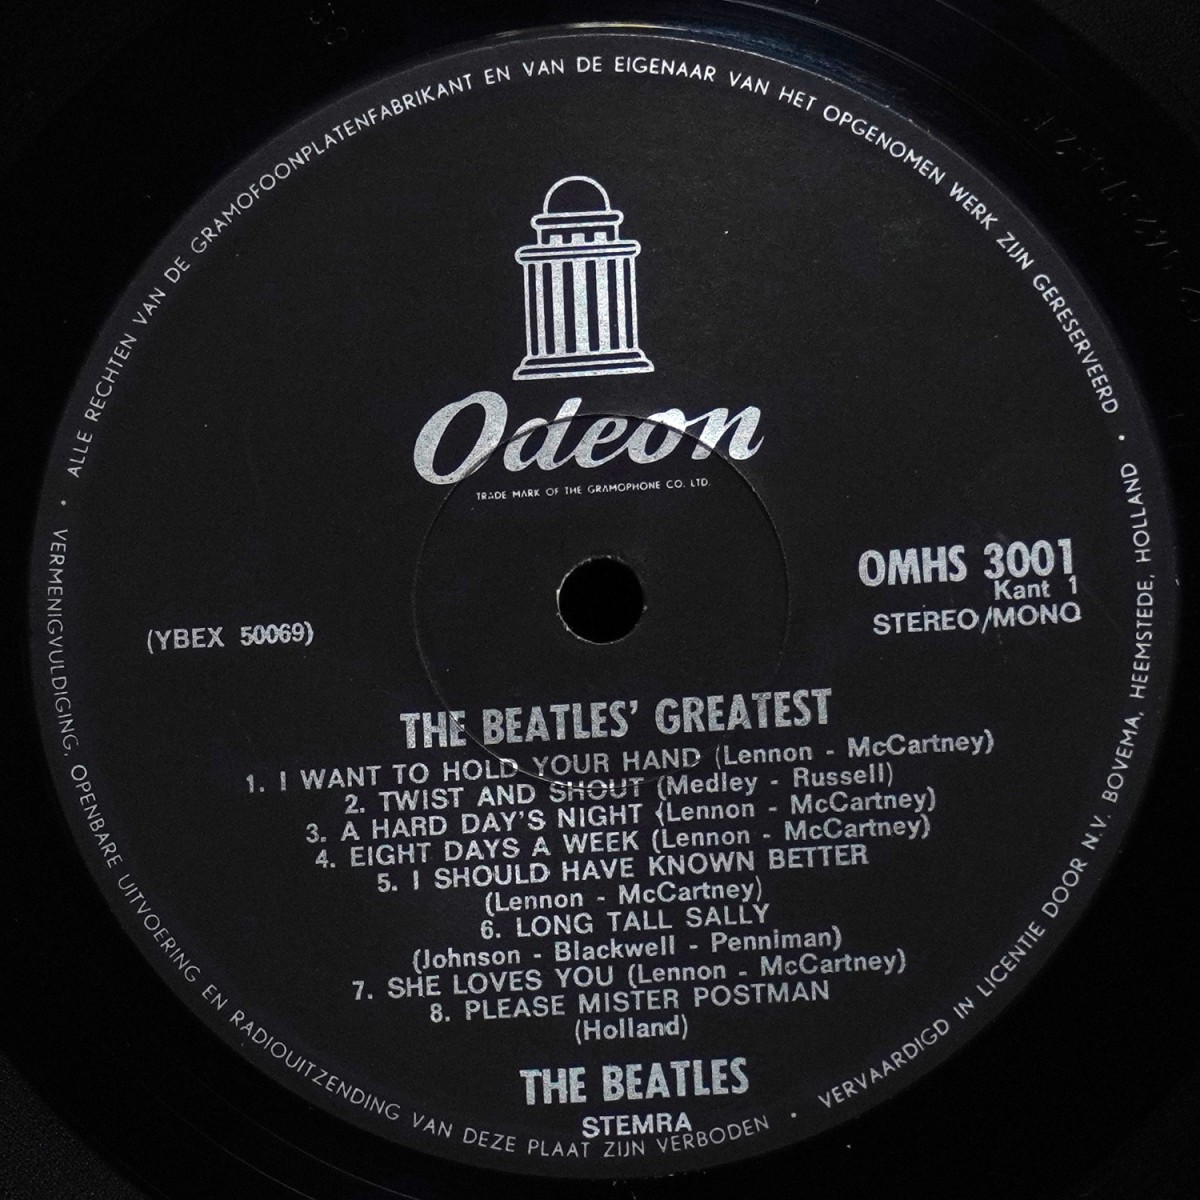 ALLE RECHTEN VAN DE GRAMOFOONPLATENFABRIKANT EN VAN DE EIGENAAR VAN HET OPGENOMEN WERK ZIJN GERESERVEERD •
Odeon
TRADE MARK OF THE GRAMOPHONE CO. LTD.
OMHS 3001
Kant 1
STEREO/MONO
(YBEX 50069)
THE BEATLES' GREATEST
1. I WANT TO HOLD YOUR HAND (Lennon - McCartney)
2. TWIST AND SHOUT (Medley - Russell)
3. A HARD DAY'S NIGHT (Lennon - McCartney)
4. EIGHT DAYS A WEEK (Lennon - McCartney)
5. I SHOULD HAVE KNOWN BETTER
(Lennon - McCartney)
6. LONG TALL SALLY
(Johnson - Blackwell - Penniman)
7. SHE LOVES YOU (Lennon - McCartney)
8. PLEASE MISTER POSTMAN
(Holland)
THE BEATLES
STEMRA
• VERMENIGVULDIGING, OPENBARE UITVOERING EN RADIOUITZENDING VAN DEZE PLAAT ZIJN VERBODEN •
VERVAARDIGD IN LICENTIE DOOR N.V. BOVEMA, HEEMSTEDE, HOLLAND